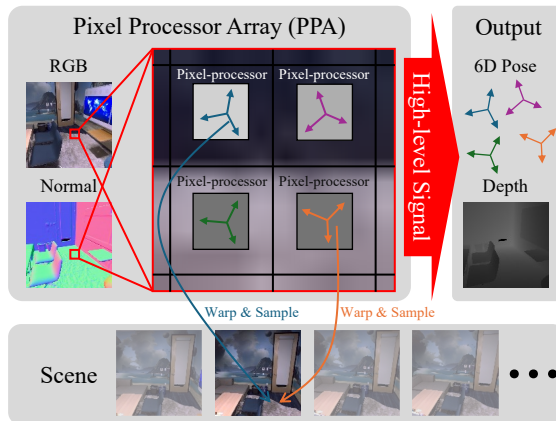 Pixel Processor Array (PPA)
Output
RGB
Pixel-processor
Pixel-processor
6D Pose
High-level Signal
Normal
Pixel-processor
Pixel-processor
Depth
Warp & Sample
Warp & Sample
Scene